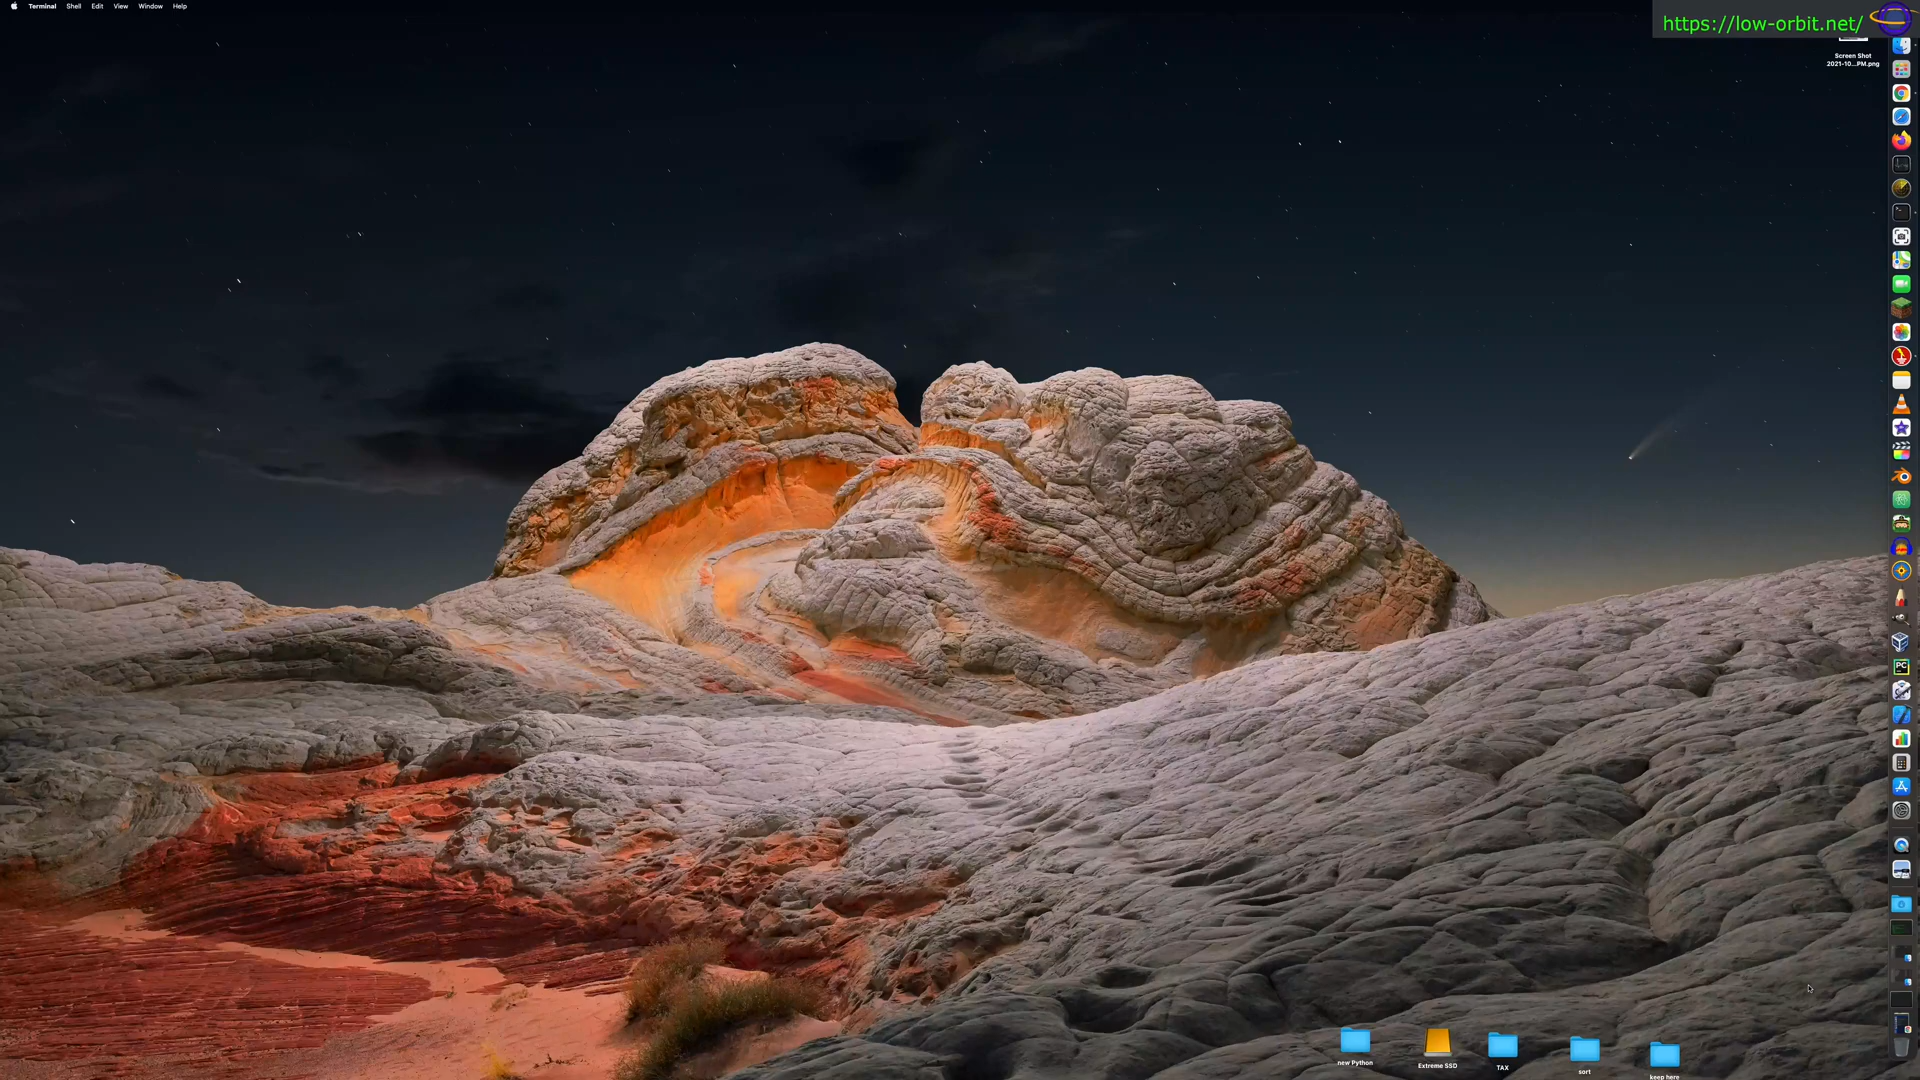 Terminal Shell Edit View Window Help
https://low-orbit.net/
Screen Shot
2021-10...PM.png
PC
new Python
Extreme SSD
TAX
sort
keep here